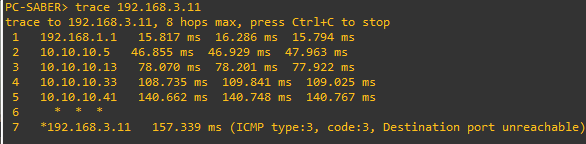 PC-SABER> trace 192.168.3.11
trace to 192.168.3.11, 8 hops max, press Ctrl+C to stop
1 192.168.1.1 15.817 ms 16.286 ms 15.794 ms
2 10.10.10.5 46.855 ms 46.929 ms 47.963 ms
3 10.10.10.13 78.070 ms 78.201 ms 77.922 ms
4 10.10.10.33 108.735 ms 109.841 ms 109.025 ms
5 10.10.10.41 140.662 ms 140.748 ms 140.767 ms
6 * * *
7 *192.168.3.11 157.339 ms (ICMP type:3, code:3, Destination port unreachable)